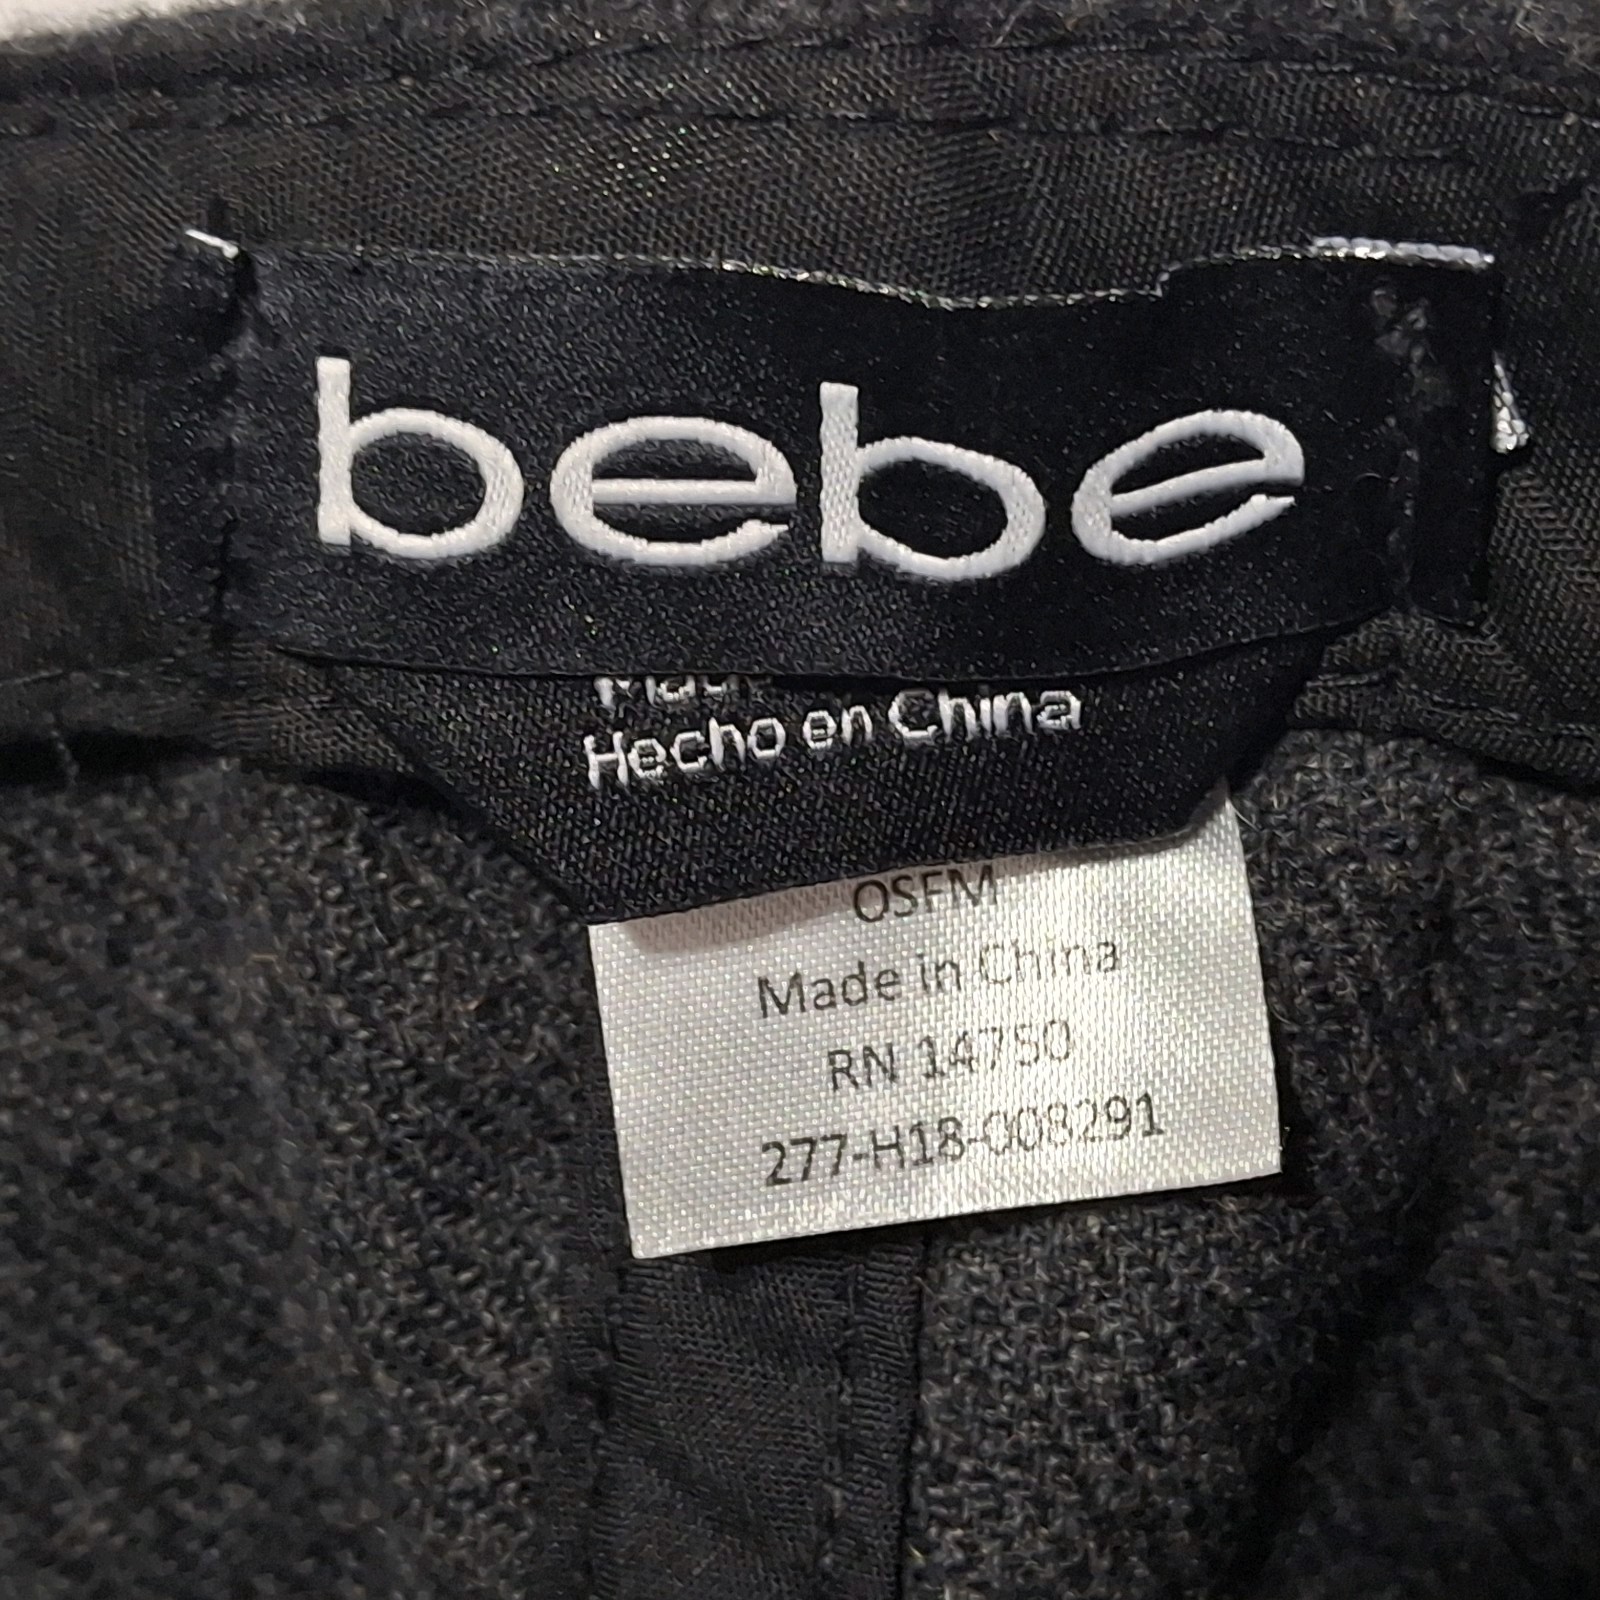 bebe
Hecho en China
OSFM
Made in China
RN 14750
277-H18-008291